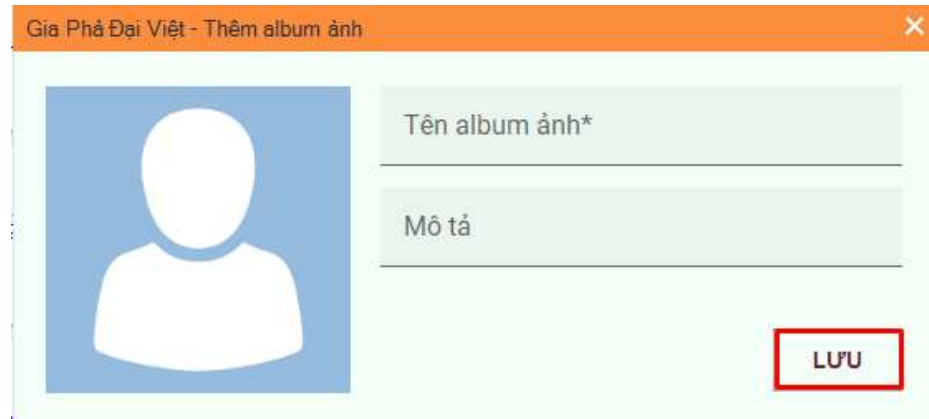 Gia Phả Đại Việt - Thêm album ảnh
Tên album ảnh*
Mô tả
LƯU